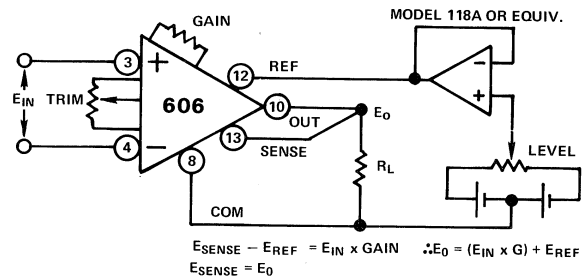 GAIN
MODEL 118A OR EQUIV.
3
+
12
REF
-
+
E_IN
TRIM
606
10
OUT
E_O
13
SENSE
4
-
8
R_L
LEVEL
COM
E_SENSE - E_REF = E_IN x GAIN ∴E_O = (E_IN x G) + E_REF
E_SENSE = E_O